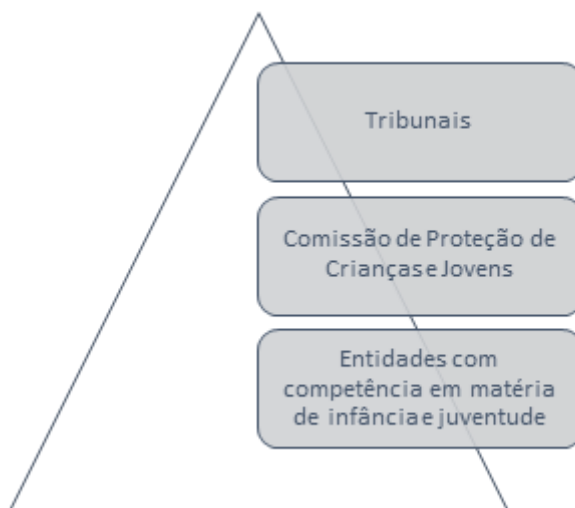 Tribunais
Comissão de Proteção de
Crianças e Jovens
Entidades com
competência em matéria
de infância e juventude